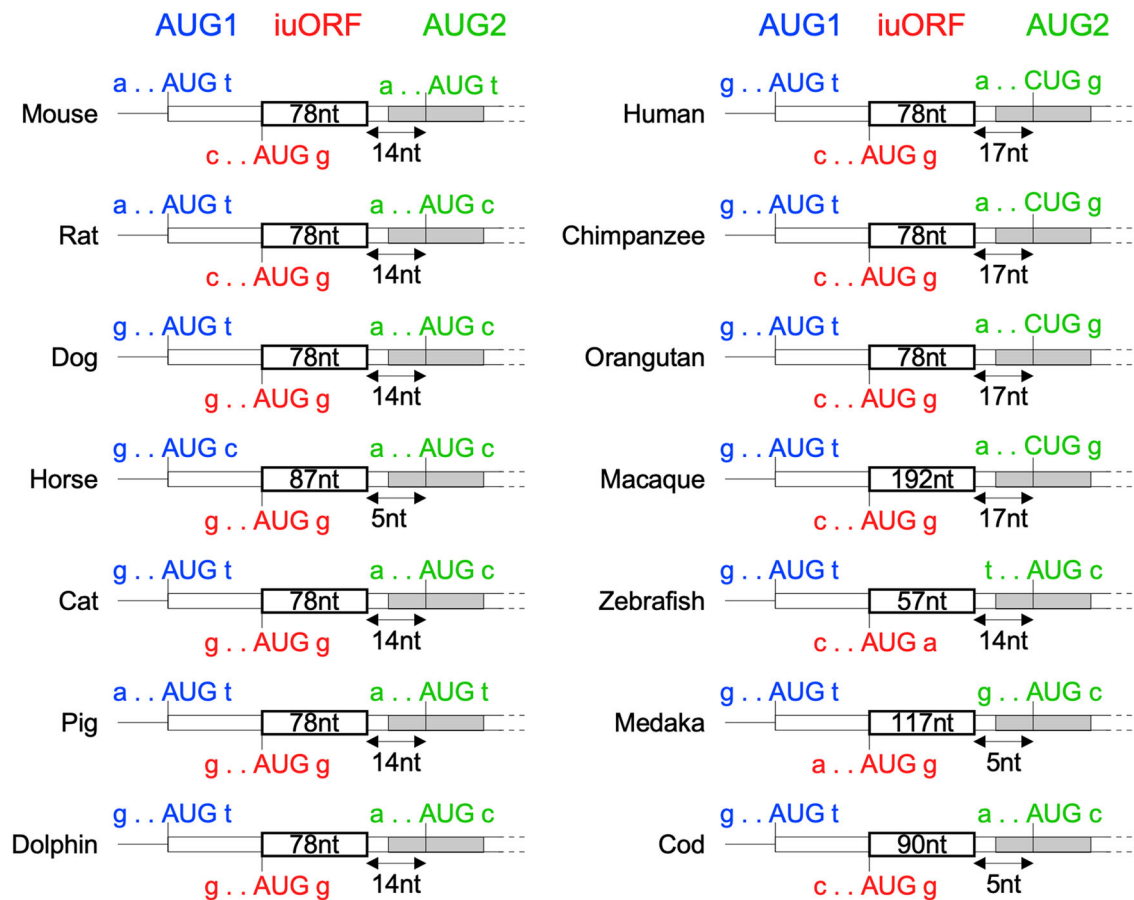 AUG1 iuORF AUG2
a . . AUG t a . . AUG t
Mouse 78nt
c . . AUG g 14nt
a . . AUG t a . . AUG c
Rat 78nt
c . . AUG g 14nt
g . . AUG t a . . AUG c
Dog 78nt
g . . AUG g 14nt
g . . AUG c a . . AUG c
Horse 87nt
g . . AUG g 5nt
g . . AUG t a . . AUG c
Cat 78nt
g . . AUG g 14nt
a . . AUG t a . . AUG t
Pig 78nt
g . . AUG g 14nt
g . . AUG t a . . AUG c
Dolphin 78nt
g . . AUG g 14nt
AUG1 iuORF AUG2
g . . AUG t a . . CUG g
Human 78nt
c . . AUG g 17nt
g . . AUG t a . . CUG g
Chimpanzee 78nt
c . . AUG g 17nt
g . . AUG t a . . CUG g
Orangutan 78nt
c . . AUG g 17nt
g . . AUG t a . . CUG g
Macaque 192nt
c . . AUG g 17nt
g . . AUG t t . . AUG c
Zebrafish 57nt
c . . AUG a 14nt
g . . AUG t g . . AUG c
Medaka 117nt
a . . AUG g 5nt
g . . AUG t a . . AUG c
Cod 90nt
c . . AUG g 5nt